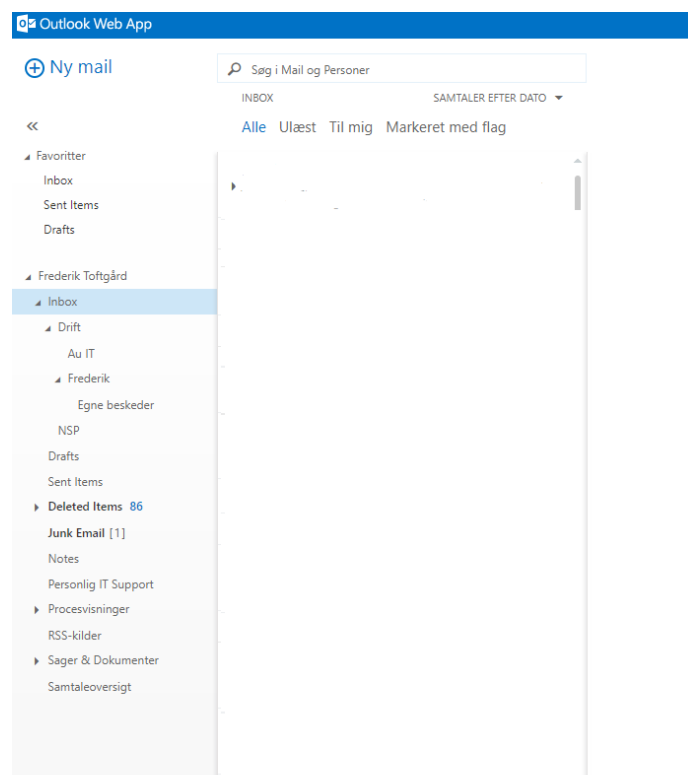 Outlook Web App
Ny mail
Søg i Mail og Personer
INBOX SAMTALER EFTER DATO
Alle Ulæst Til mig Markeret med flag
Favoritter
Inbox
Sent Items
Drafts
Frederik Toftgård
Inbox
Drift
Au IT
Frederik
Egne beskeder
NSP
Drafts
Sent Items
Deleted Items 86
Junk Email [1]
Notes
Personlig IT Support
Procesvisninger
RSS-kilder
Sager & Dokumenter
Samtaleoversigt